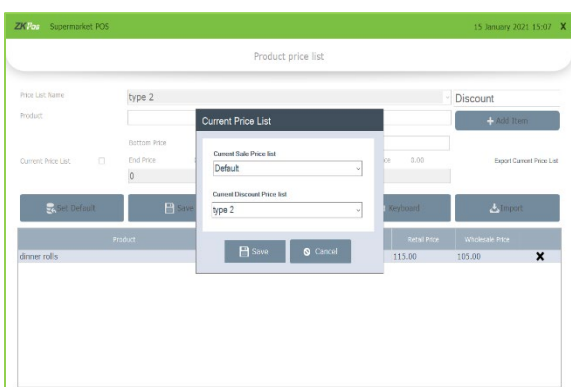 ZKPos Supermarket POS 15 January 2021 15:07 X
Product price list
Price List Name type 2 Discount
Product + Add Item
Bottom Price
Current Price List End Price 0.00 Export Current Price List
0
Set Default Save Keyboard Import
Product Retail Price Wholesale Price
dinner rolls 115.00 105.00 X
Current Price List
Current Sale Price list
Default
Current Discount Price list
type 2
Save Cancel